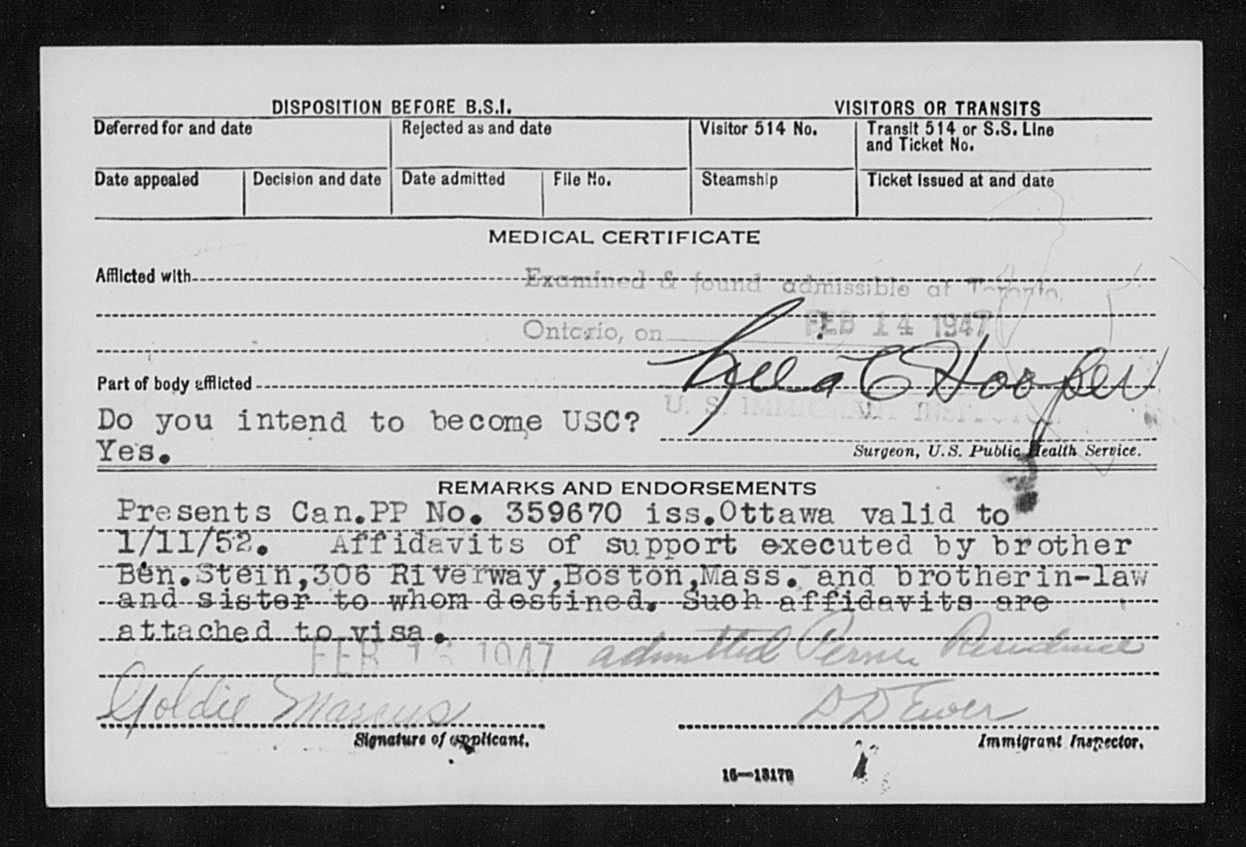 DISPOSITION BEFORE B.S.I.
VISITORS OR TRANSITS
Deferred for and date
Rejected as and date
Visitor 514 No.
Transit 514 or S.S. Line
and Ticket No.
Date appealed
Decision and date
Date admitted
File No.
Steamship
Ticket issued at and date
MEDICAL CERTIFICATE
Afflicted with
Examined & found admissible at Toronto,
Ontario, on FEB 14 1947
Part of body afflicted
C Hooper
U. S. IMMIGRANT INSPECTOR
Do you intend to become USC?
Yes.
Surgeon, U.S. Public Health Service.
REMARKS AND ENDORSEMENTS
Presents Can.PP No. 359670 iss.Ottawa valid to
1/11/52. Affidavits of support executed by brother
Ben.Stein,306 Riverway,Boston,Mass. and brotherin-law
and sister to whom destined. Such affidavits are
attached to visa.
FEB 1947 admitted Perm Residence
Goldie Marcus
D D Ewer
Signature of applicant.
Immigrant Inspector.
16—13179